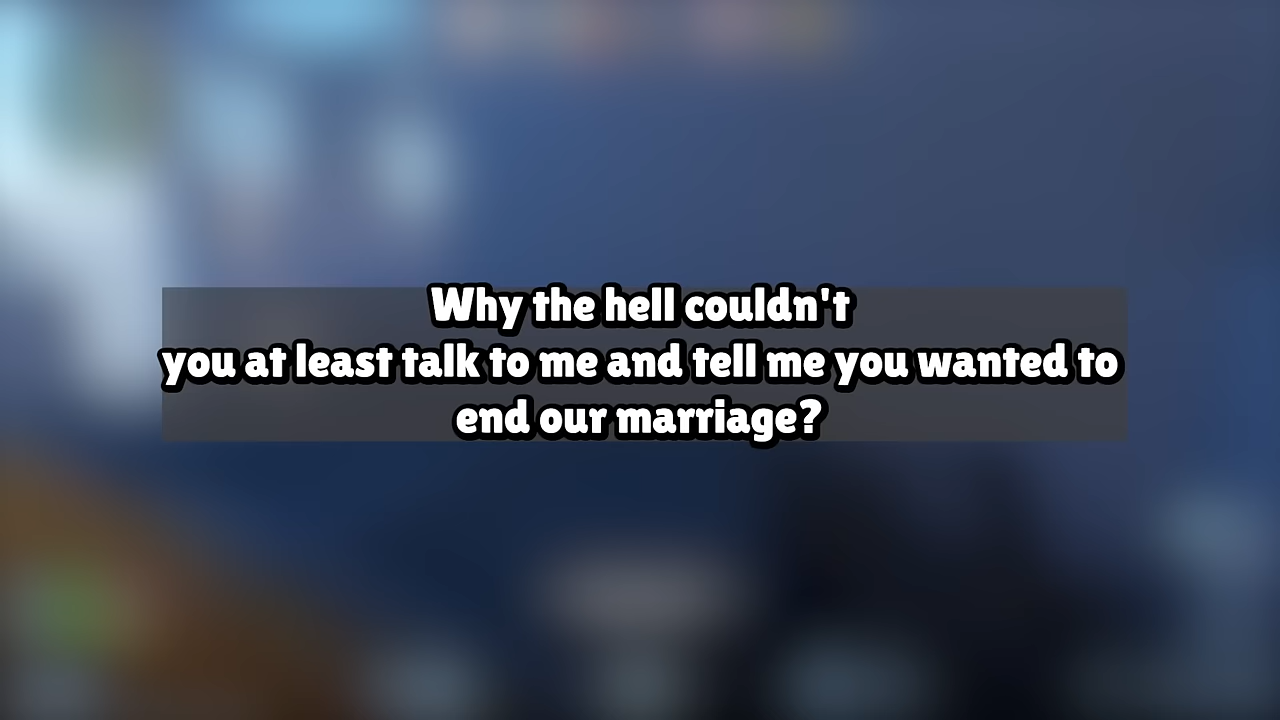 Why the hell couldn't
you at least talk to me and tell me you wanted to
end our marriage?